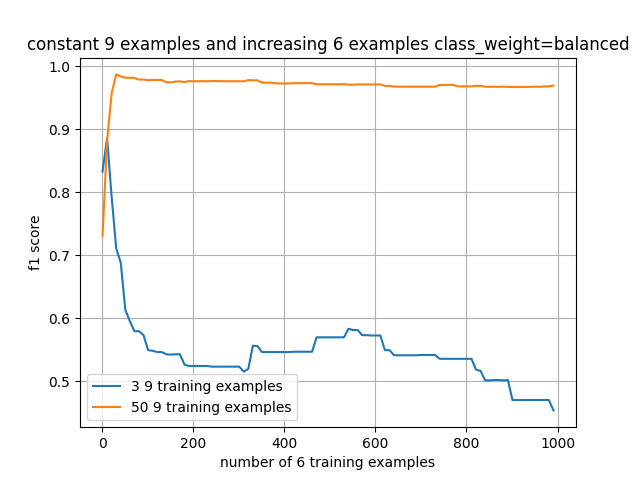 constant 9 examples and increasing 6 examples class_weight=balanced
1.0
0.9
0.8
0.7
0.6
0.5
f1 score
3 9 training examples
50 9 training examples
0 200 400 600 800 1000
number of 6 training examples